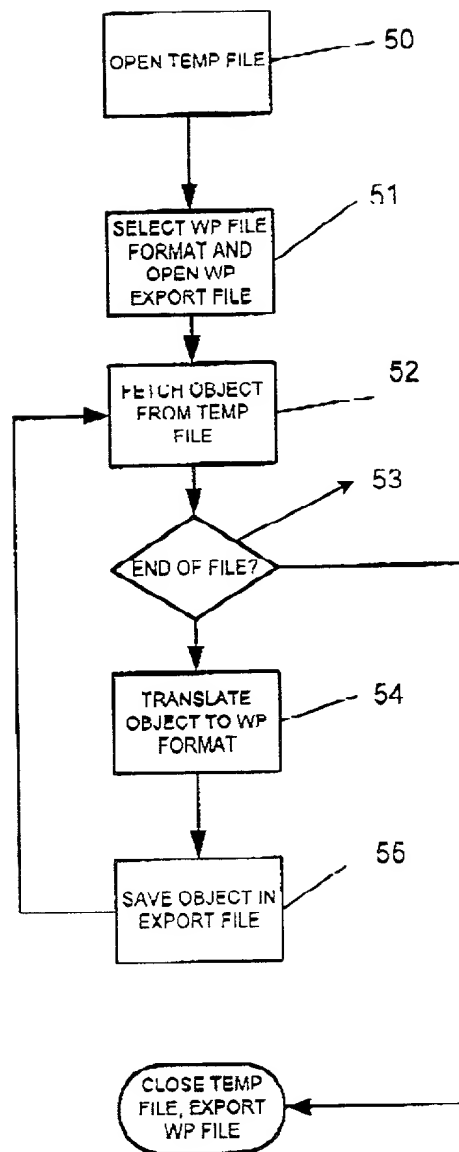 OPEN TEMP FILE
50
SELECT WP FILE
FORMAT AND
OPEN WP
EXPORT FILE
51
FETCH OBJECT
FROM TEMP
FILE
52
END OF FILE?
53
TRANSLATE
OBJECT TO WP
FORMAT
54
SAVE OBJECT IN
EXPORT FILE
56
CLOSE TEMP
FILE, EXPORT
WP FILE